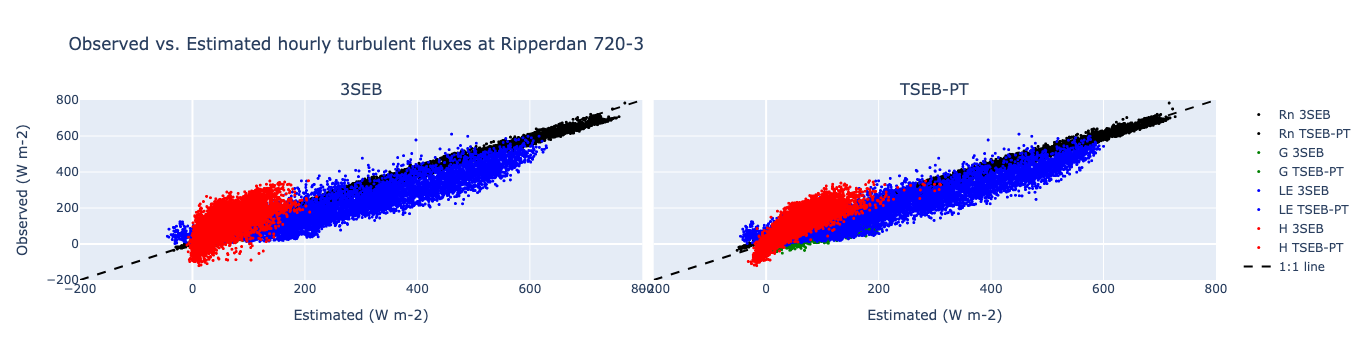 Observed vs. Estimated hourly turbulent fluxes at Ripperdan 720-3
3SEB
TSEB-PT
800
600
400
200
0
−200
Observed (W m-2)
−200 0 200 400 600 800
−200 0 200 400 600 800
Estimated (W m-2)
Estimated (W m-2)
Rn 3SEB
Rn TSEB-PT
G 3SEB
G TSEB-PT
LE 3SEB
LE TSEB-PT
H 3SEB
H TSEB-PT
1:1 line